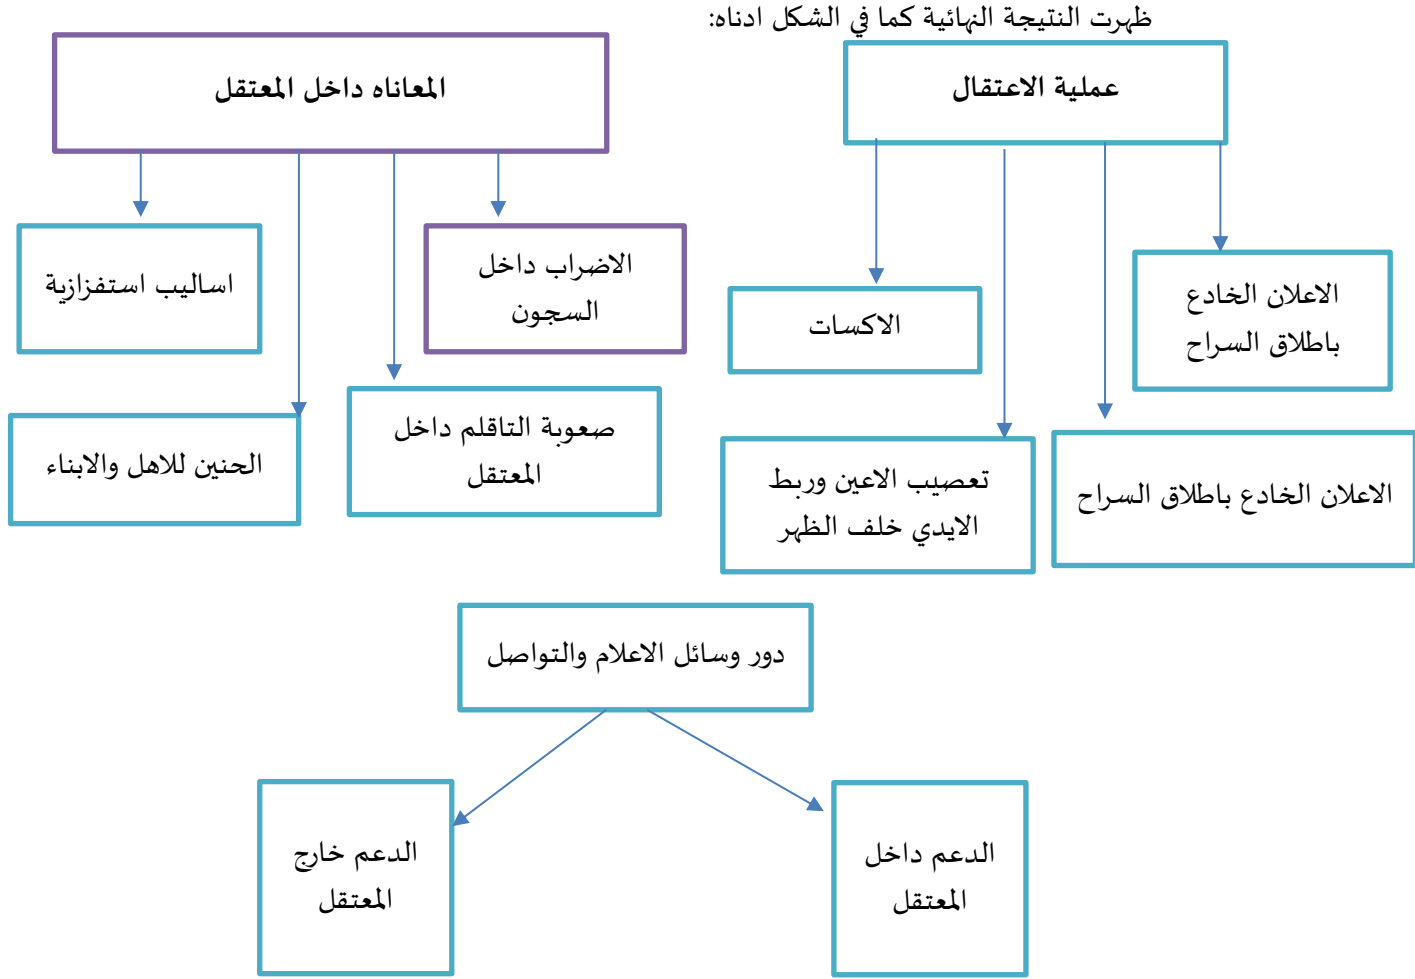 ظهرت النتيجة النهائية كما في الشكل ادناه:
عملية الاعتقال
الاعلان الخادع
باطلاق السراح
الاعلان الخادع باطلاق السراح
تعصيب الاعين وربط
الايدي خلف الظهر
الاكسات
المعاناه داخل المعتقل
الاضراب داخل
السجون
صعوبة التاقلم داخل
المعتقل
الحنين للاهل والابناء
اساليب استفزازية
دور وسائل الاعلام والتواصل
الدعم داخل
المعتقل
الدعم خارج
المعتقل